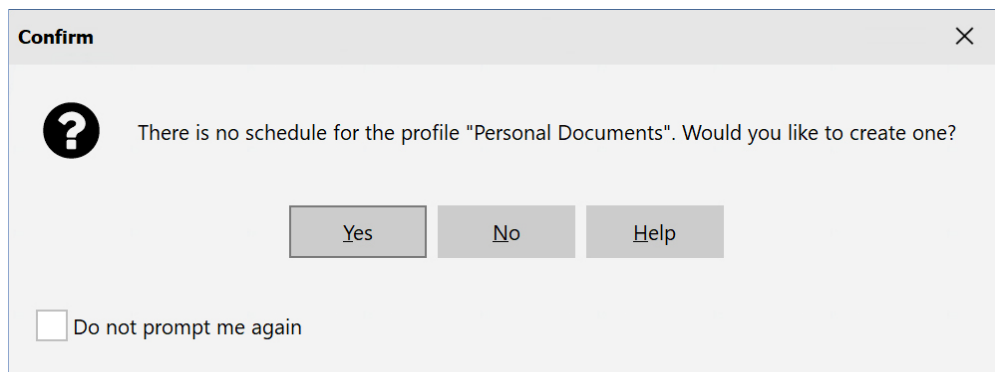 Confirm
There is no schedule for the profile "Personal Documents". Would you like to create one?
Yes
No
Help
Do not prompt me again